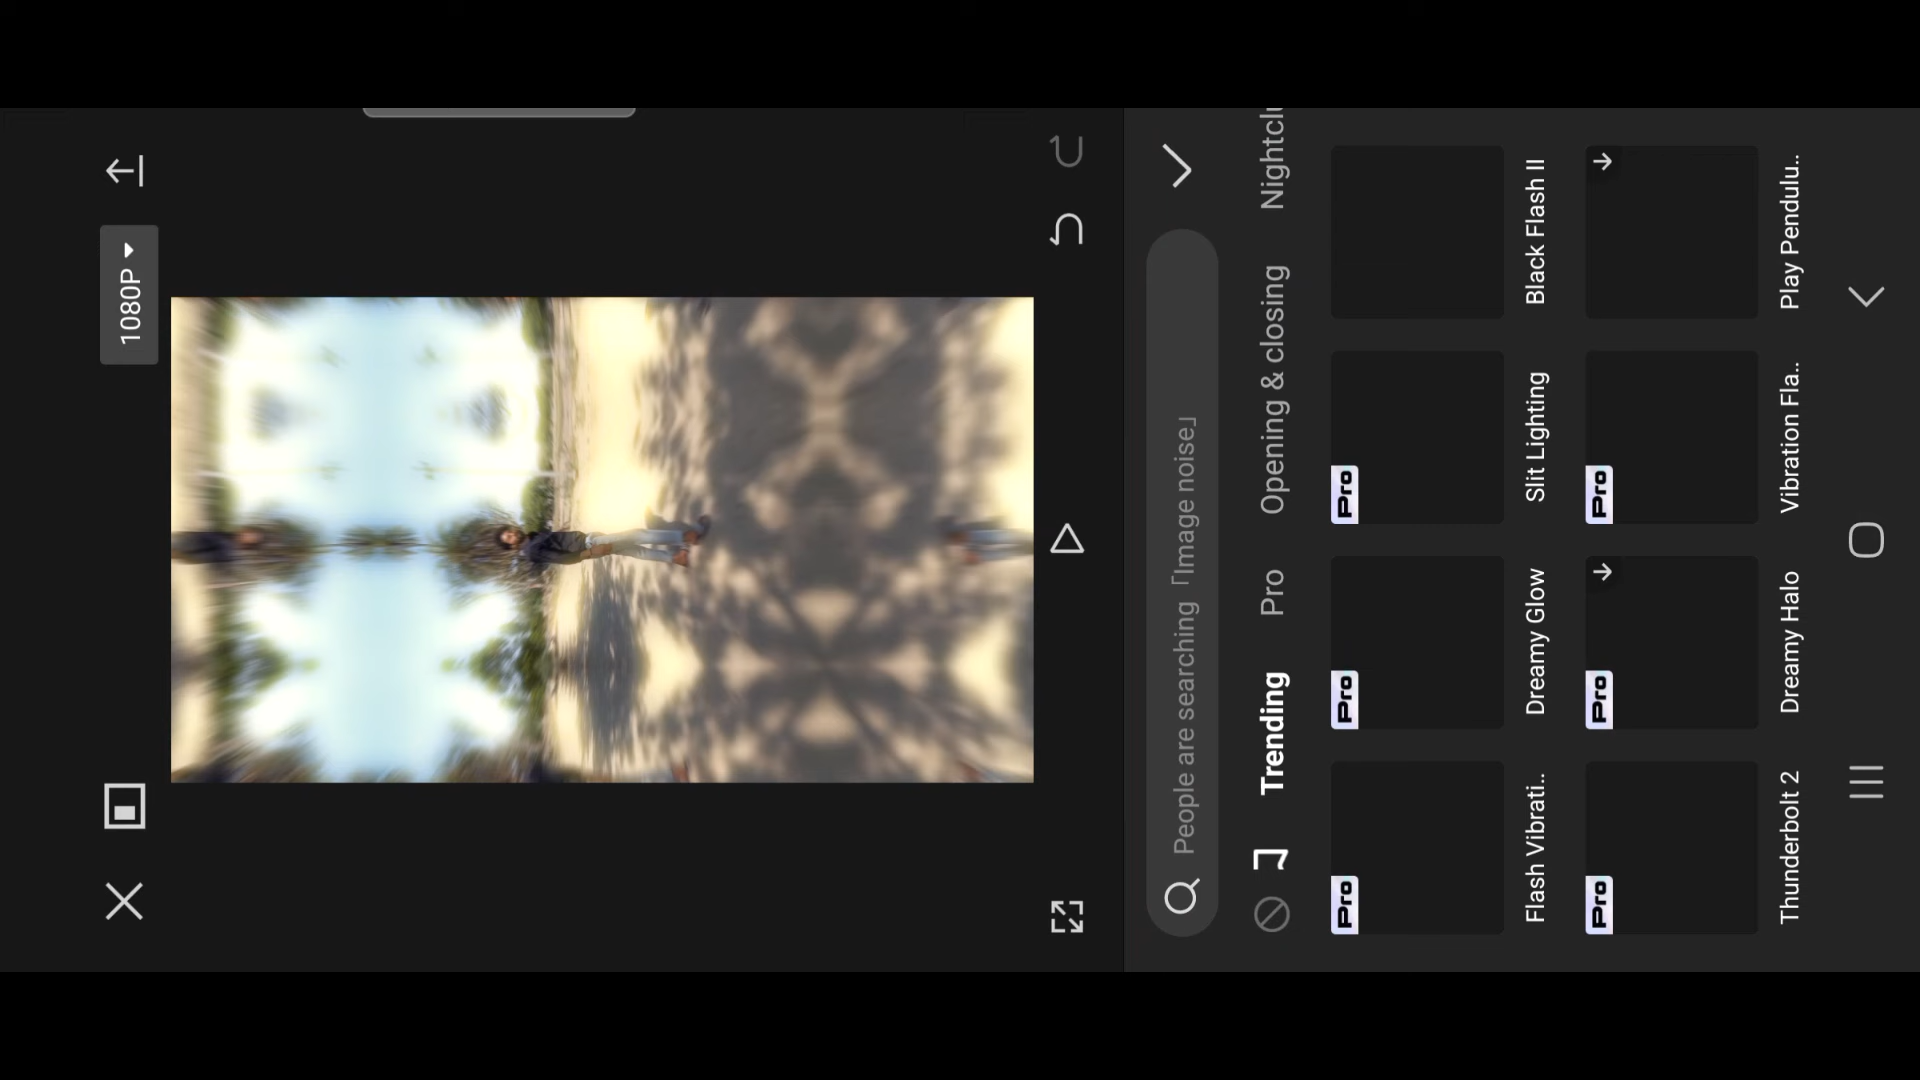 1080P
People are searching「Image noise」
Trending Pro Opening & closing Nightclu
Pro Pro Pro
Flash Vibrati.. Dreamy Glow Slit Lighting Black Flash II
Pro Pro Pro
Thunderbolt 2 Dreamy Halo Vibration Fla.. Play Pendulu..